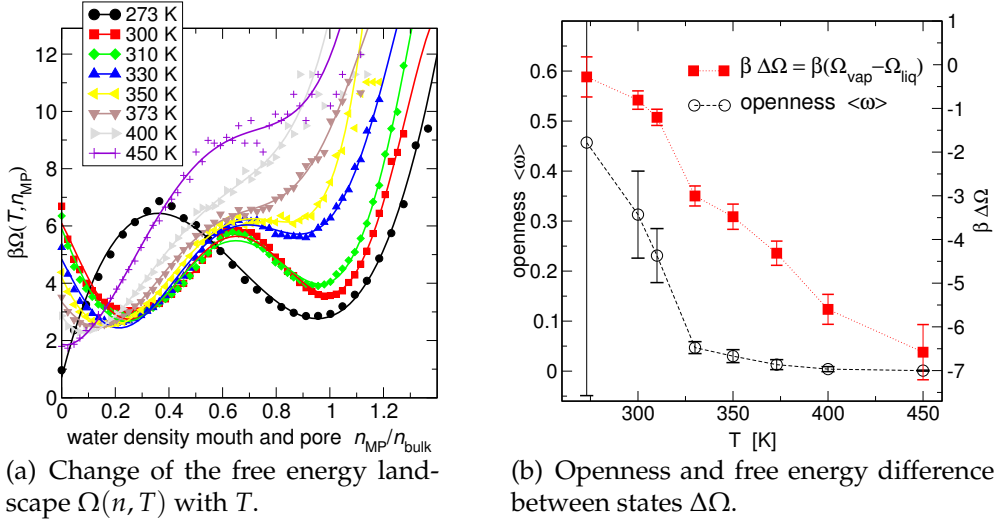 273 K
300 K
310 K
330 K
350 K
373 K
400 K
450 K
βΩ(T,n_MP)
12
10
8
6
4
2
0
0 0.2 0.4 0.6 0.8 1 1.2
water density mouth and pore n_MP/n_bulk
(a) Change of the free energy land-
scape Ω(n, T) with T.
β ΔΩ = β(Ω_vap−Ω_liq)
openness <ω>
openness <ω>
0.6
0.5
0.4
0.3
0.2
0.1
0
1
0
-1
-2
-3
-4
-5
-6
-7
β ΔΩ
300 350 400 450
T [K]
(b) Openness and free energy difference
between states ΔΩ.